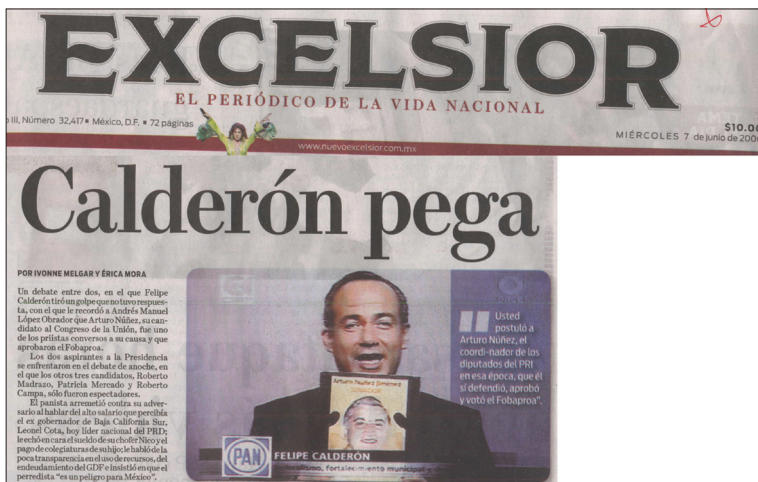 EXCELSIOR
EL PERIÓDICO DE LA VIDA NACIONAL
III, Número 32,417 ■ México, D.F. ■ 72 páginas
$10.00
MIÉRCOLES 7 de junio de 200
www.nuevoexcelsior.com.mx
Calderón pega
POR IVONNE MELGAR Y ÉRICA MORA
Un debate entre dos, en el que Felipe
Calderón tiró un golpe que no tuvo respues-
ta, con el que le recordó a Andrés Manuel
López Obrador que Arturo Núñez, su can-
didato al Congreso de la Unión, fue uno
de los priistas conversos a su causa y que
aprobaron el Fobaproa.
Los dos aspirantes a la Presidencia
se enfrentaron en el debate de anoche, en
el que los otros tres candidatos, Roberto
Madrazo, Patricia Mercado y Roberto
Campa, sólo fueron espectadores.
El panista arremetió contra su adver-
sario al hablar del alto salario que percibía
el ex gobernador de Baja California Sur,
Leonel Cota, hoy líder nacional del PRD;
le echó en cara el sueldo de su chofer Nico y el
pago de colegiaturas de su hijo; le habló de la
poca transparencia en el uso de recursos, del
endeudamiento del GDF e insistió en que el
perredista "es un peligro para México".
Usted
postuló a
Arturo Núñez, el
coordi-nador de los
diputados del PRI
en esa época, que él
sí defendió, aprobó
y votó el Fobaproa".
Arturo Núñez Jiménez
PAN
FELIPE CALDERÓN
fortalecimiento municipal y